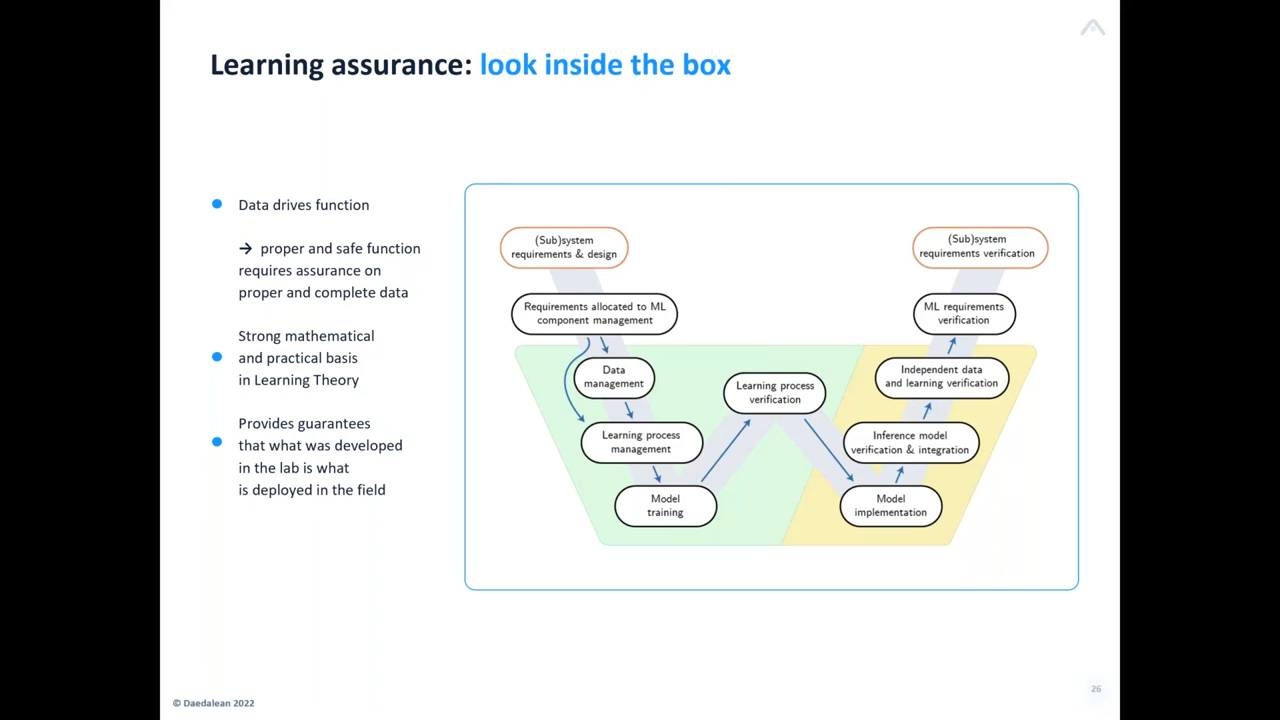 Learning assurance: look inside the box
Data drives function
→ proper and safe function
requires assurance on
proper and complete data
Strong mathematical
and practical basis
in Learning Theory
Provides guarantees
that what was developed
in the lab is what
is deployed in the field
(Sub)system
requirements & design
Requirements allocated to ML
component management
Data
management
Learning process
management
Model
training
Learning process
verification
Model
implementation
Inference model
verification & integration
Independent data
and learning verification
ML requirements
verification
(Sub)system
requirements verification
© Daedalean 2022
26